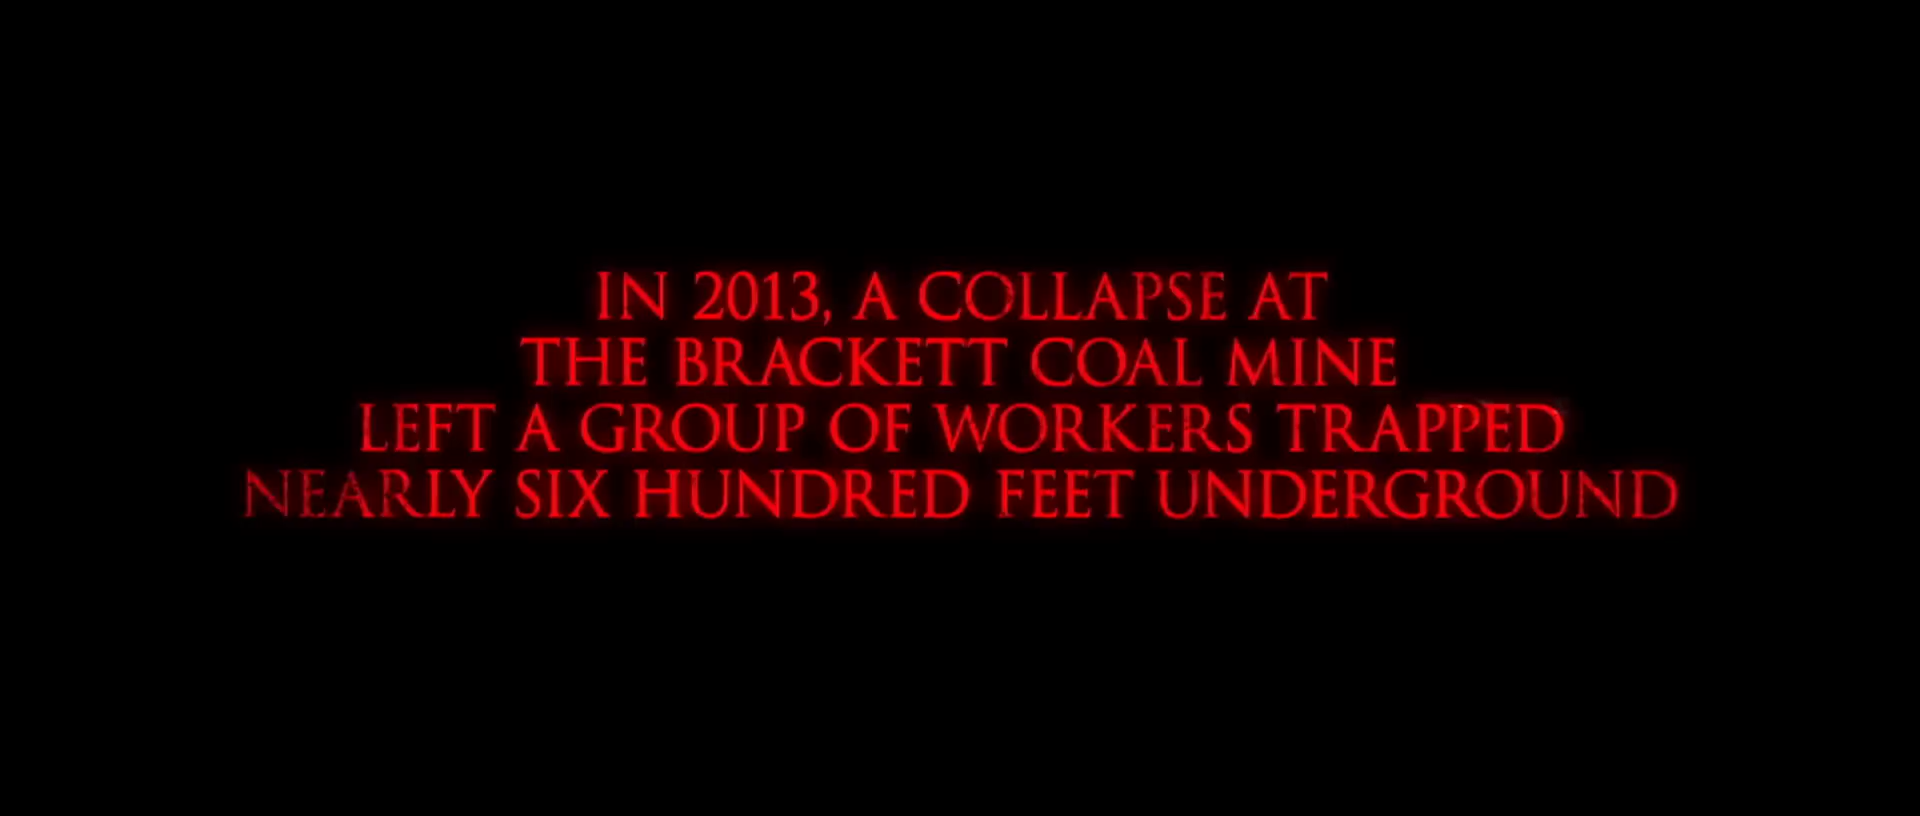 IN 2013, A COLLAPSE AT
THE BRACKETT COAL MINE
LEFT A GROUP OF WORKERS TRAPPED
NEARLY SIX HUNDRED FEET UNDERGROUND